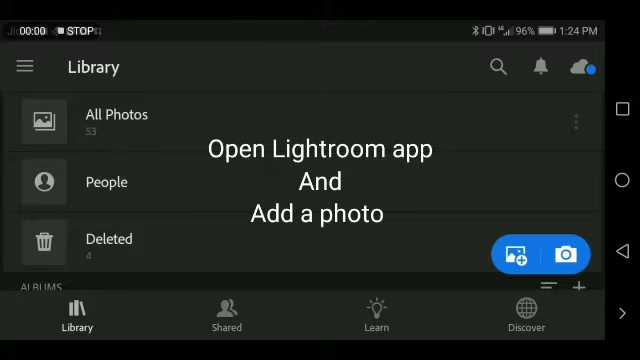 00:00 STOP 96% 1:24 PM
Library
All Photos
53
Open Lightroom app
And
People
Add a photo
Deleted
4
ALBUMS
Library Shared Learn Discover